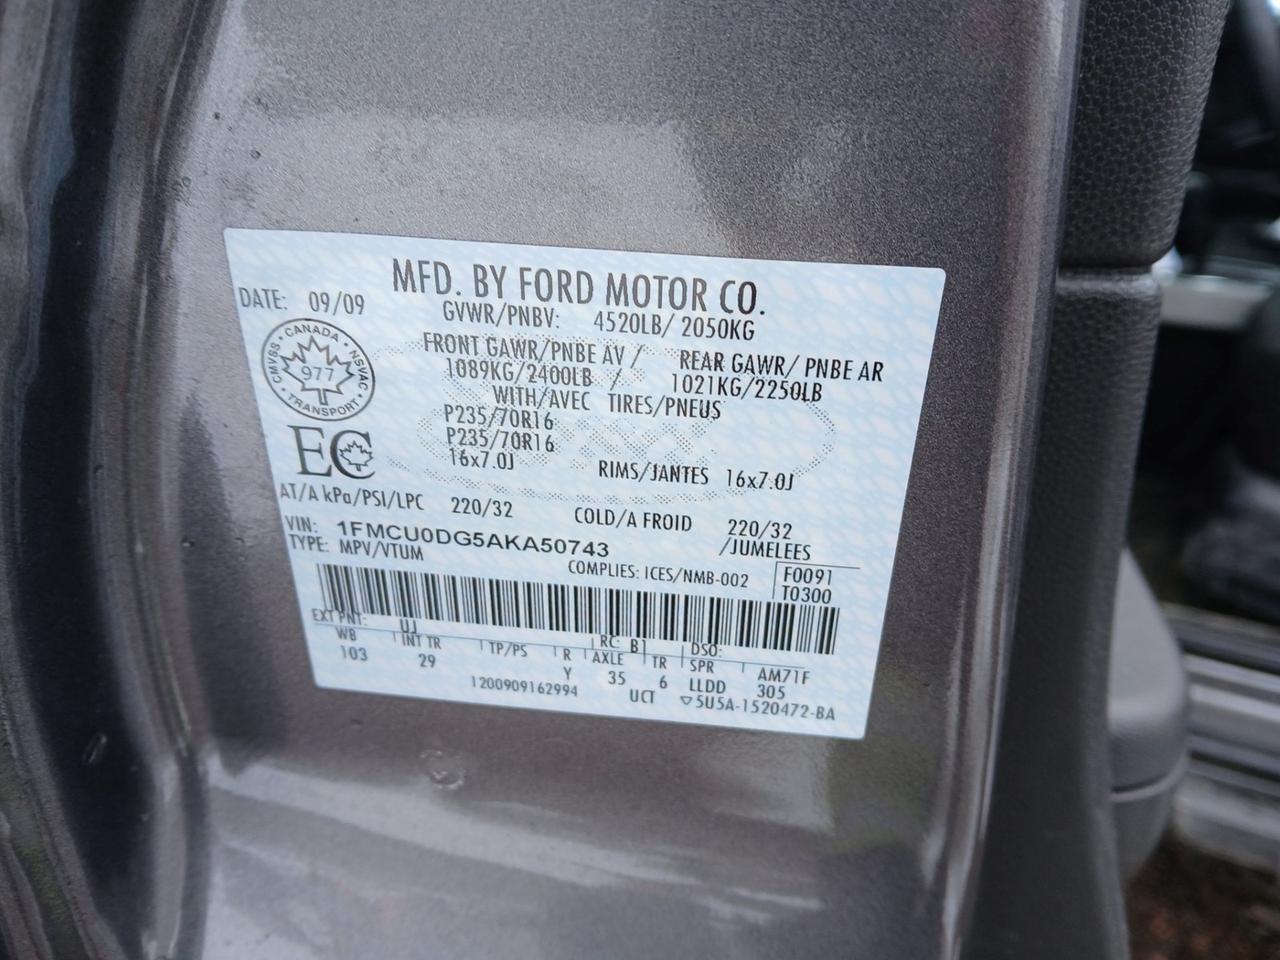 MFD. BY FORD MOTOR CO.
DATE: 09/09
GVWR/PNBV: 4520LB/ 2050KG
FRONT GAWR/PNBE AV / REAR GAWR/ PNBE AR
1089KG/2400LB / 1021KG/2250LB
WITH/AVEC TIRES/PNEUS
P235/70R16
P235/70R16
16x7.0J RIMS/JANTES 16x7.0J
CANADA
CMVSS 977 NSVAC
TRANSPORT
EC
AT/A kPa/PSI/LPC 220/32 COLD/A FROID 220/32
VIN: 1FMCU0DG5AKA50743 /JUMELEES
TYPE: MPV/VTUM
COMPLIES: ICES/NMB-002 F0091
T0300
EXT PNT: UJ RC: B1 DSO:
WB INT TR TP/PS R AXLE TR SPR AM71F
103 29 Y 35 6 LLDD 305
1200909162994 UCT ▽5U5A-1520472-BA